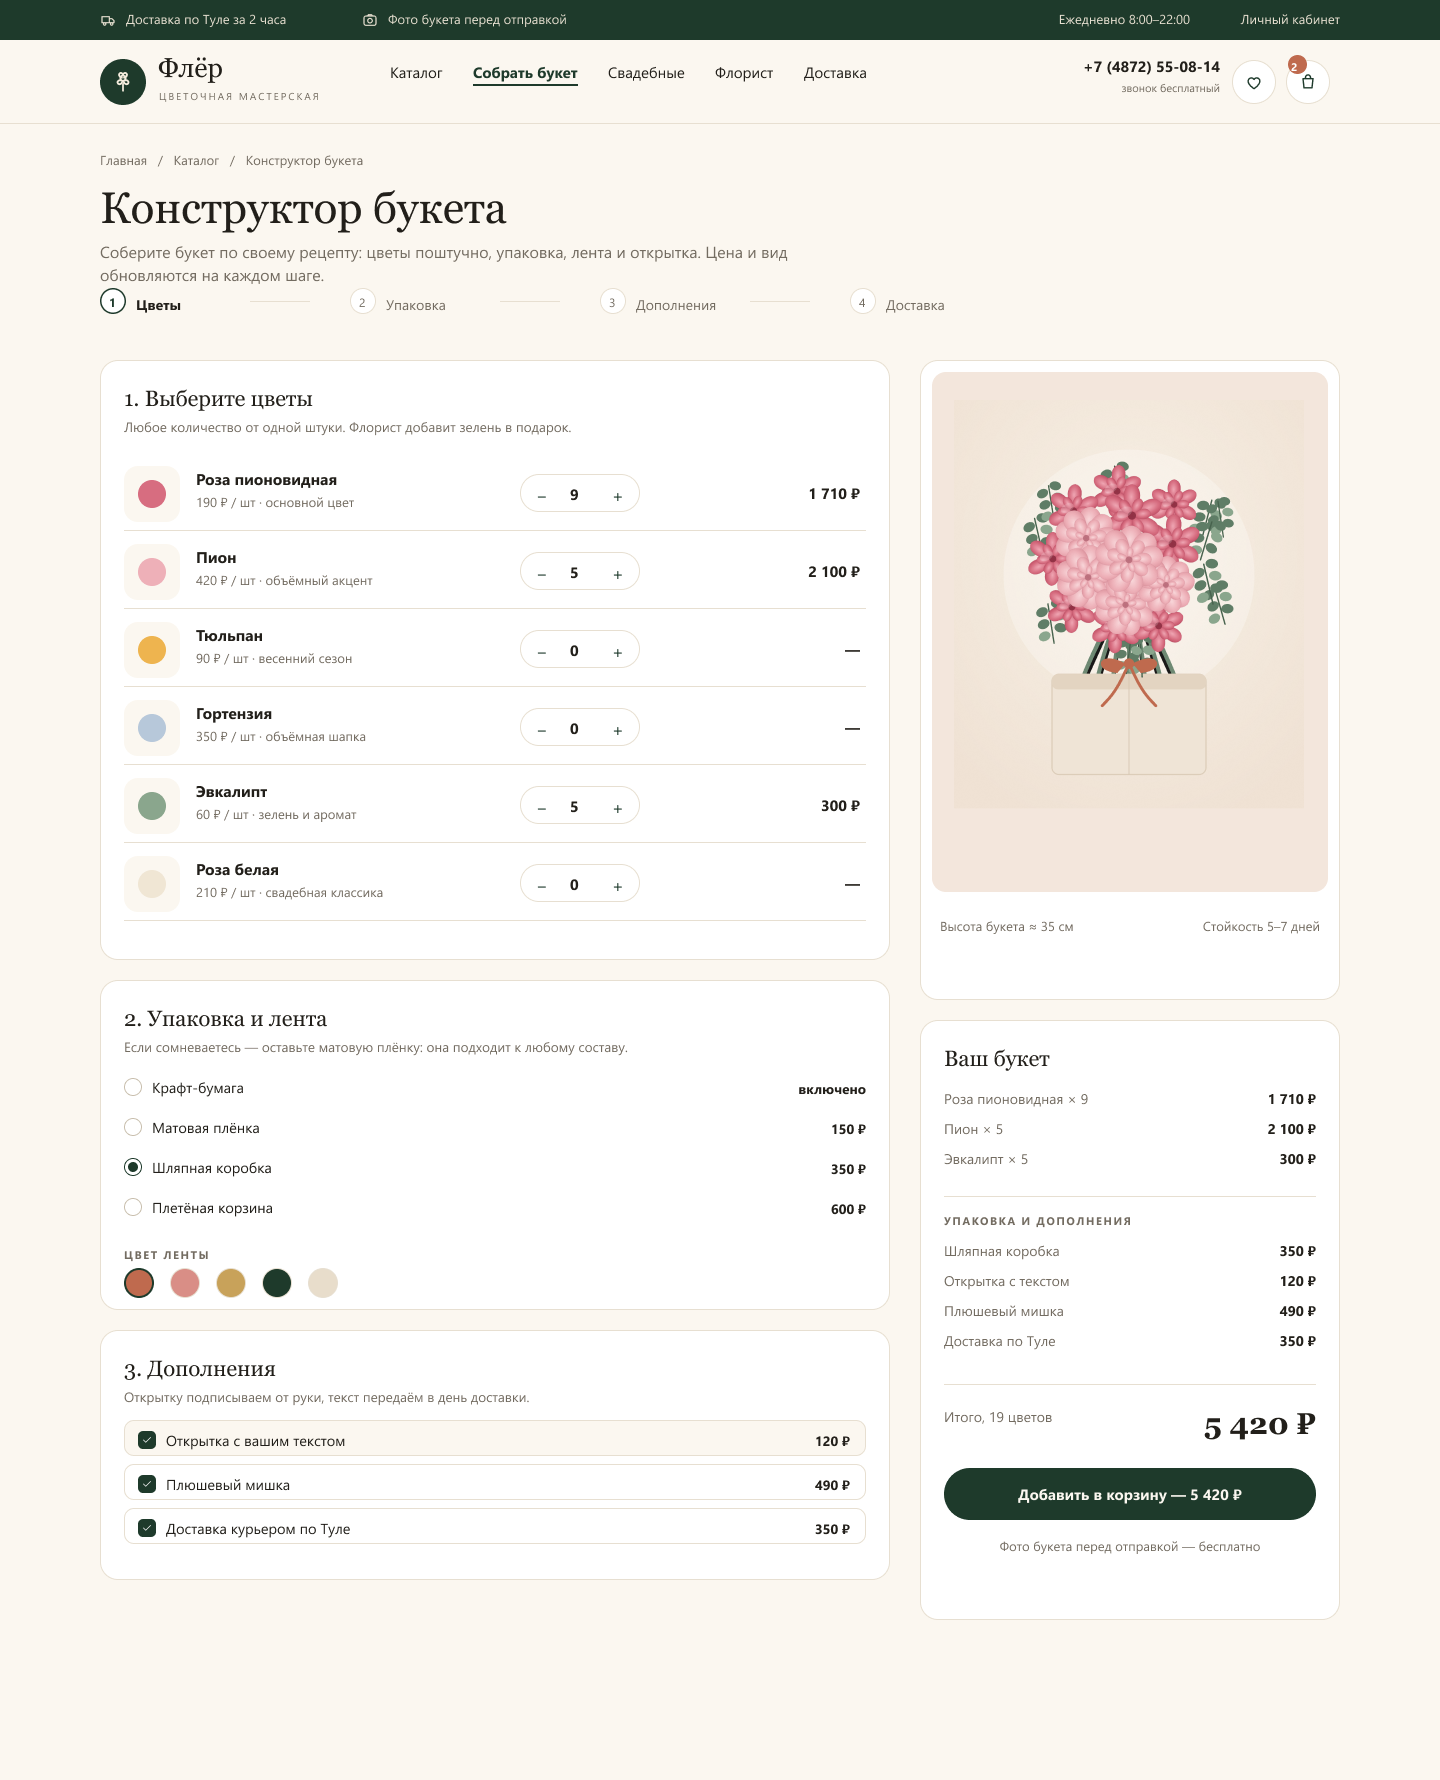 Доставка по Туле за 2 часа
Фото букета перед отправкой
Ежедневно 8:00–22:00
Личный кабинет
Флёр
ЦВЕТОЧНАЯ МАСТЕРСКАЯ
Каталог
Собрать букет
Свадебные
Флорист
Доставка
+7 (4872) 55-08-14
звонок бесплатный
2
Главная / Каталог / Конструктор букета
Конструктор букета
Соберите букет по своему рецепту: цветы поштучно, упаковка, лента и открытка. Цена и вид
обновляются на каждом шаге.
1 Цветы
2 Упаковка
3 Дополнения
4 Доставка
1. Выберите цветы
Любое количество от одной штуки. Флорист добавит зелень в подарок.
Роза пионовидная
190 ₽ / шт · основной цвет
– 9 +
1 710 ₽
Пион
420 ₽ / шт · объёмный акцент
– 5 +
2 100 ₽
Тюльпан
90 ₽ / шт · весенний сезон
– 0 +
—
Гортензия
350 ₽ / шт · объёмная шапка
– 0 +
—
Эвкалипт
60 ₽ / шт · зелень и аромат
– 5 +
300 ₽
Роза белая
210 ₽ / шт · свадебная классика
– 0 +
—
2. Упаковка и лента
Если сомневаетесь — оставьте матовую плёнку: она подходит к любому составу.
Крафт-бумага включено
Матовая плёнка 150 ₽
Шляпная коробка 350 ₽
Плетёная корзина 600 ₽
ЦВЕТ ЛЕНТЫ
3. Дополнения
Открытку подписываем от руки, текст передаём в день доставки.
Открытка с вашим текстом 120 ₽
Плюшевый мишка 490 ₽
Доставка курьером по Туле 350 ₽
Высота букета ≈ 35 см
Стойкость 5–7 дней
Ваш букет
Роза пионовидная × 9 1 710 ₽
Пион × 5 2 100 ₽
Эвкалипт × 5 300 ₽
УПАКОВКА И ДОПОЛНЕНИЯ
Шляпная коробка 350 ₽
Открытка с текстом 120 ₽
Плюшевый мишка 490 ₽
Доставка по Туле 350 ₽
Итого, 19 цветов 5 420 ₽
Добавить в корзину — 5 420 ₽
Фото букета перед отправкой — бесплатно